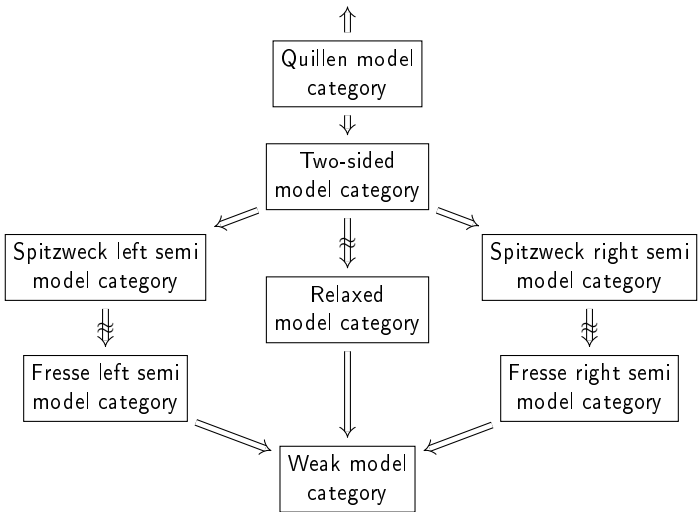 Quillen model
category
Two-sided
model category
Spitzweck left semi
model category
Spitzweck right semi
model category
Relaxed
model category
Fresse left semi
model category
Fresse right semi
model category
Weak model
category